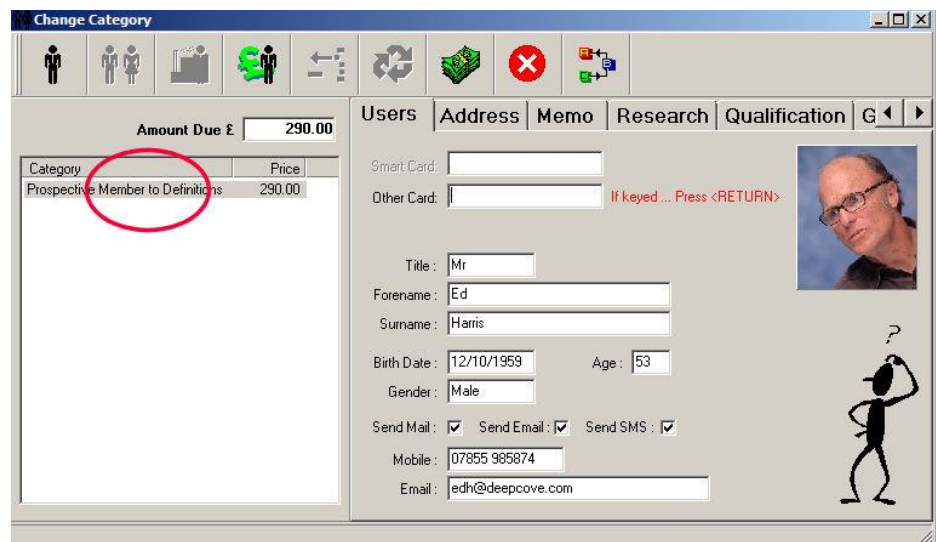 Change Category
Amount Due £ 290.00
Category Price
Prospective Member to Definitions 290.00
Users Address Memo Research Qualification G
Smart Card:
Other Card: If keyed ... Press <RETURN>
Title : Mr
Forename : Ed
Surname : Harris
Birth Date : 12/10/1959 Age : 53
Gender : Male
Send Mail : Send Email : Send SMS :
Mobile : 07855 985874
Email : edh@deepcove.com
?